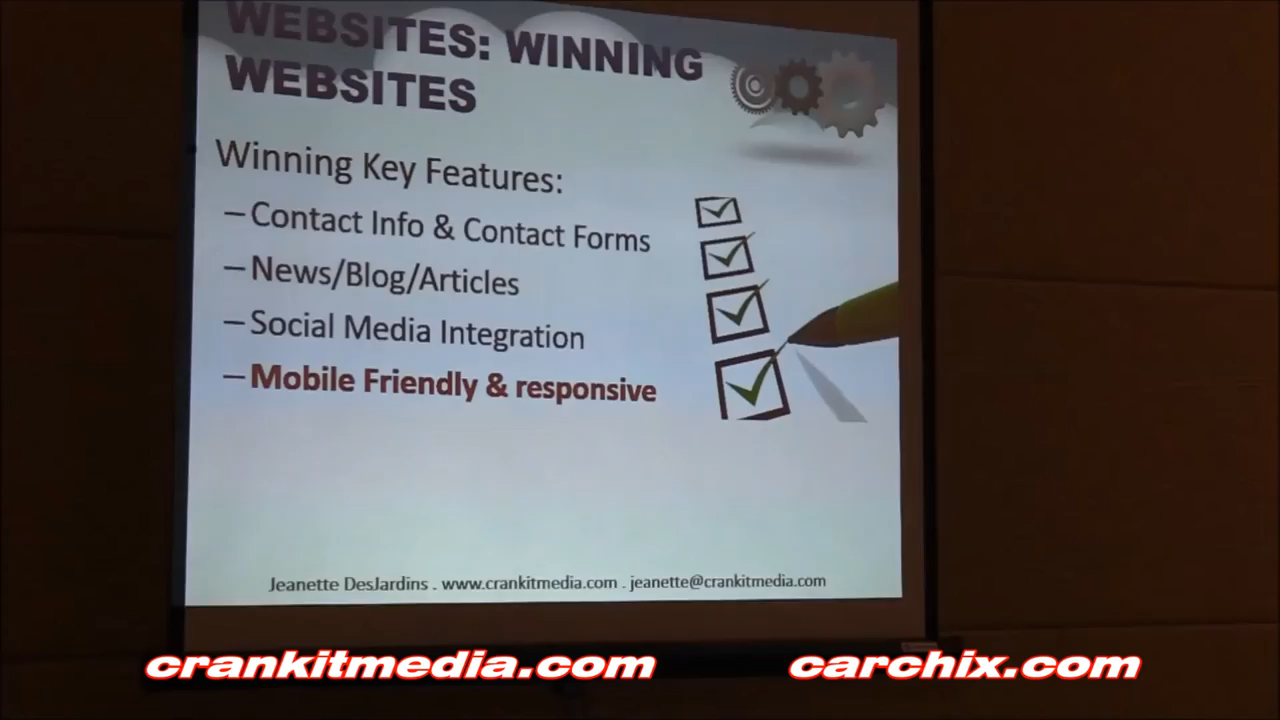 WEBSITES: WINNING
WEBSITES
Winning Key Features:
– Contact Info & Contact Forms
– News/Blog/Articles
– Social Media Integration
– Mobile Friendly & responsive
Jeanette DesJardins . www.crankitmedia.com . jeanette@crankitmedia.com
crankitmedia.com carchix.com